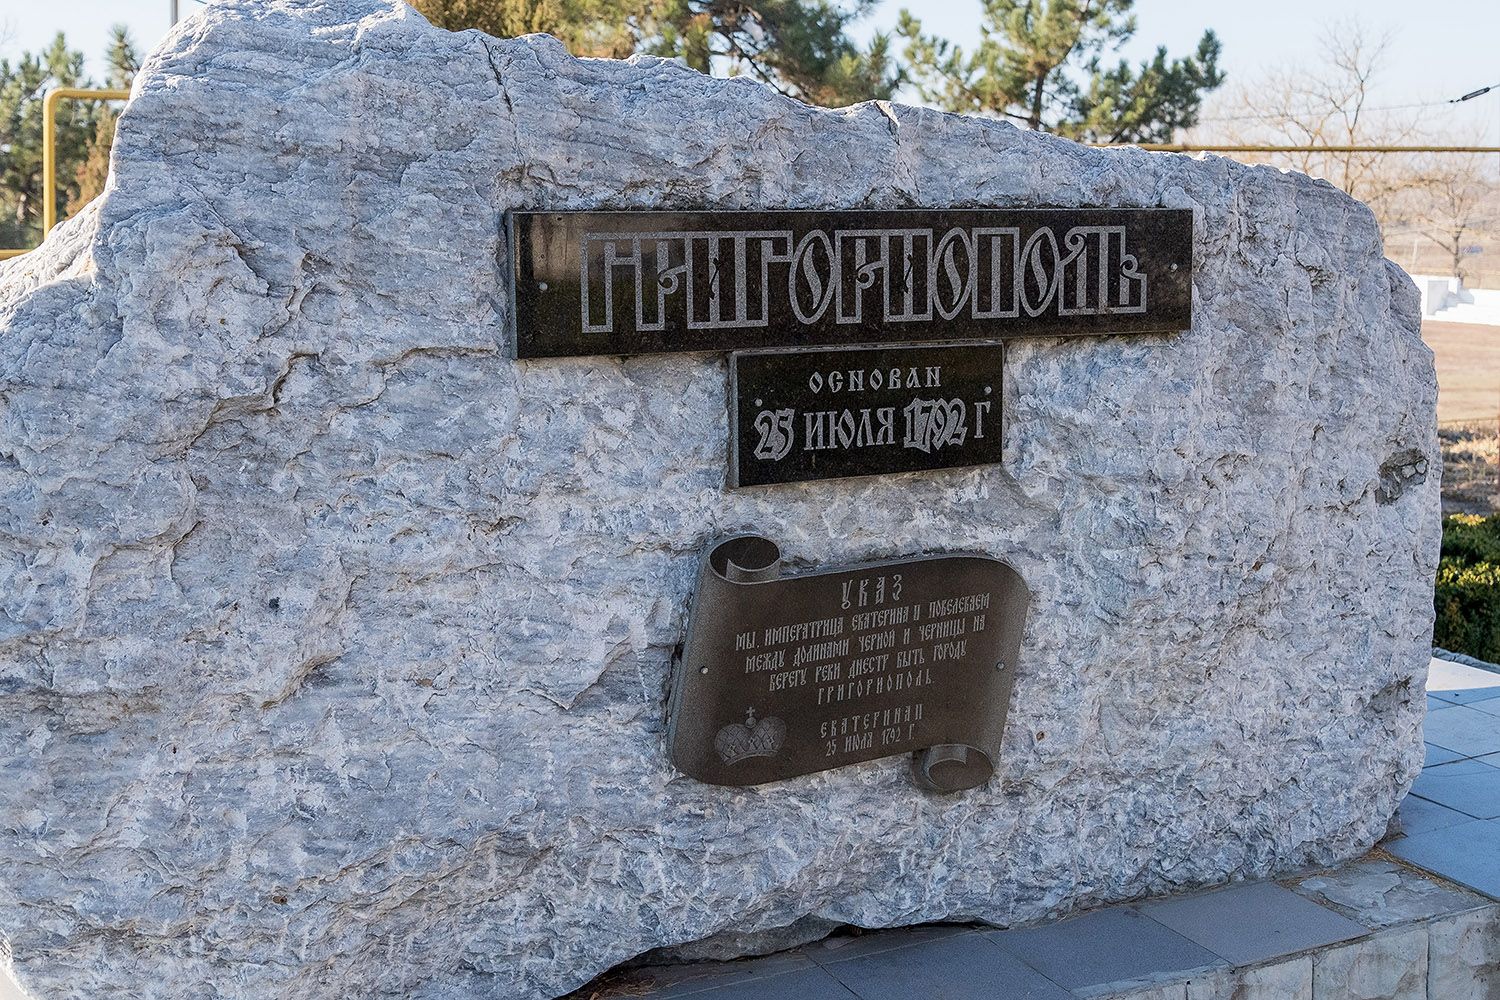 ГРИГОРИОПОЛЬ
ОСНОВАН
25 ИЮЛЯ 1792 Г
УКАЗ
МЫ, ИМПЕРАТРИЦА ЕКАТЕРИНА II ПОВЕЛЕВАЕМ
МЕЖДУ ДОЛИНАМИ ЧЕРНОЙ И ЧЕРНИЦЫ НА
БЕРЕГУ РЕКИ ДНЕСТР БЫТЬ ГОРОДУ
ГРИГОРИОПОЛЬ.
ЕКАТЕРИНА II
25 ИЮЛЯ 1792 Г.